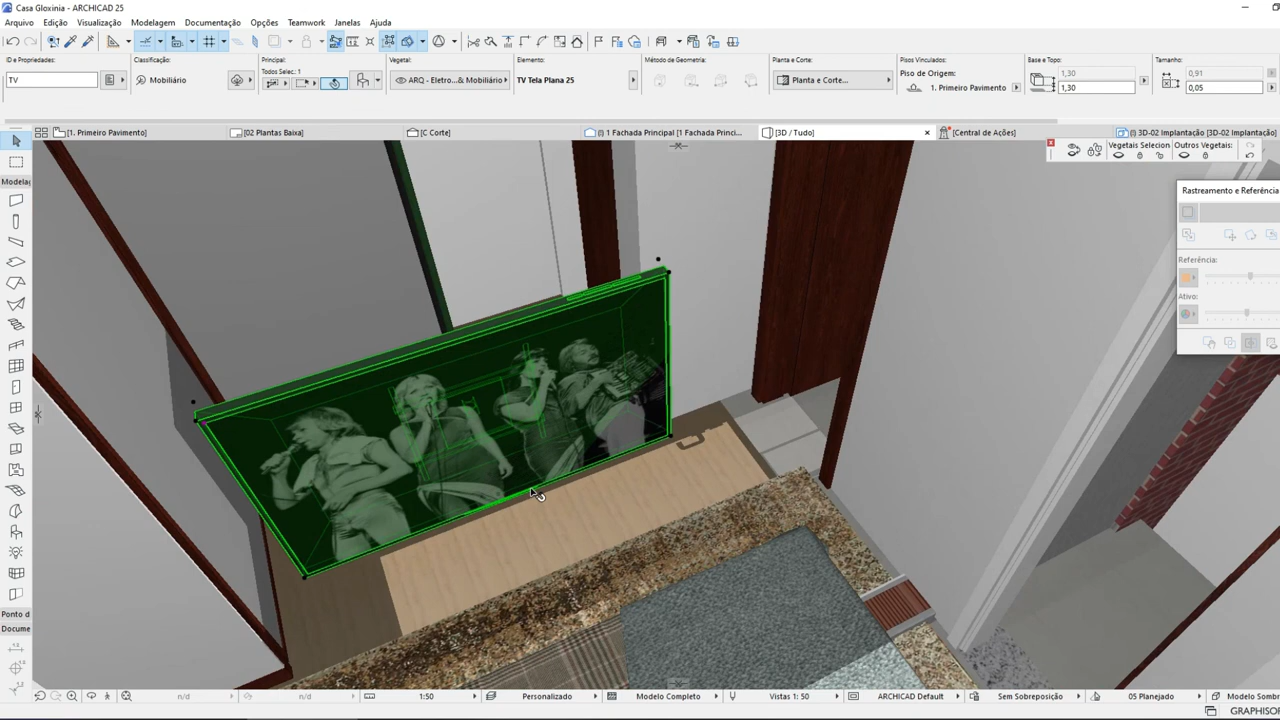 Casa Gloxinia - ARCHICAD 25
Arquivo Edição Visualização Modelagem Documentação Opções Teamwork Janelas Ajuda
ID e Propriedades: Classificação: Principal: Vegetal: Elemento: Método de Geometria: Planta e Corte: Pisos Vinculados: Base e Topo: Tamanho:
TV Mobiliário Todos Selec.: 1 ARQ - Eletro...& Mobiliário TV Tela Plana 25 Planta e Corte... Piso de Origem: 1. Primeiro Pavimento 1,30 0,91
1,30 0,05
[1. Primeiro Pavimento] [02 Plantas Baixa] [C Corte] (!) 1 Fachada Principal [1 Fachada Princi... [3D / Tudo] [Central de Ações] (!) 3D-02 Implantação [3D-02 Implantação]
Vegetais Selecion Outros Vegetais:
Modelag
Rastreamento e Referência
Referência:
Ativo:
Ponto d
Docume
n/d n/d 1:50 Personalizado Modelo Completo Vistas 1: 50 ARCHICAD Default Sem Sobreposição 05 Planejado Modelo Somb
GRAPHISOF